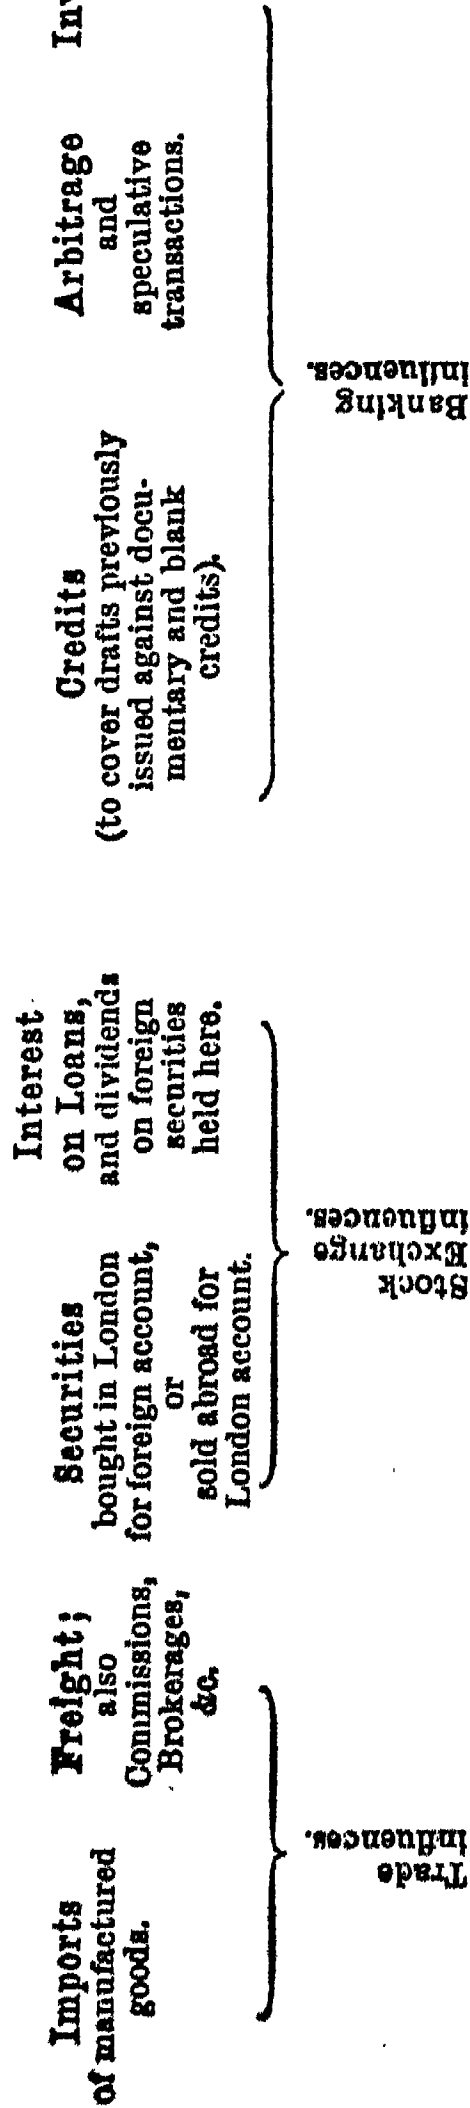 Imports
of manufactured
goods.
Freight;
also
Commissions,
Brokerages,
&c.
Trade
influences.
Securities
bought in London
for foreign account,
or
sold abroad for
London account.
Interest
on Loans,
and dividends
on foreign
securities
held here.
Stock
Exchange
influences.
Credits
(to cover drafts previously
issued against docu-
mentary and blank
credits).
Arbitrage
and
speculative
transactions.
Banking
influences.